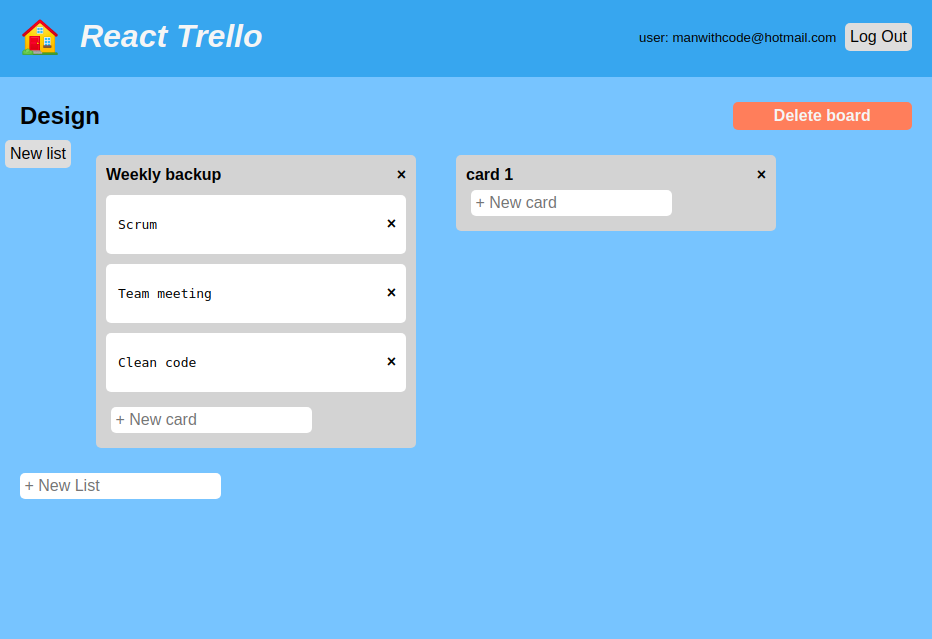 React Trello
user: manwithcode@hotmail.com
Log Out
Design
Delete board
New list
Weekly backup ×
Scrum ×
Team meeting ×
Clean code ×
+ New card
card 1 ×
+ New card
+ New List